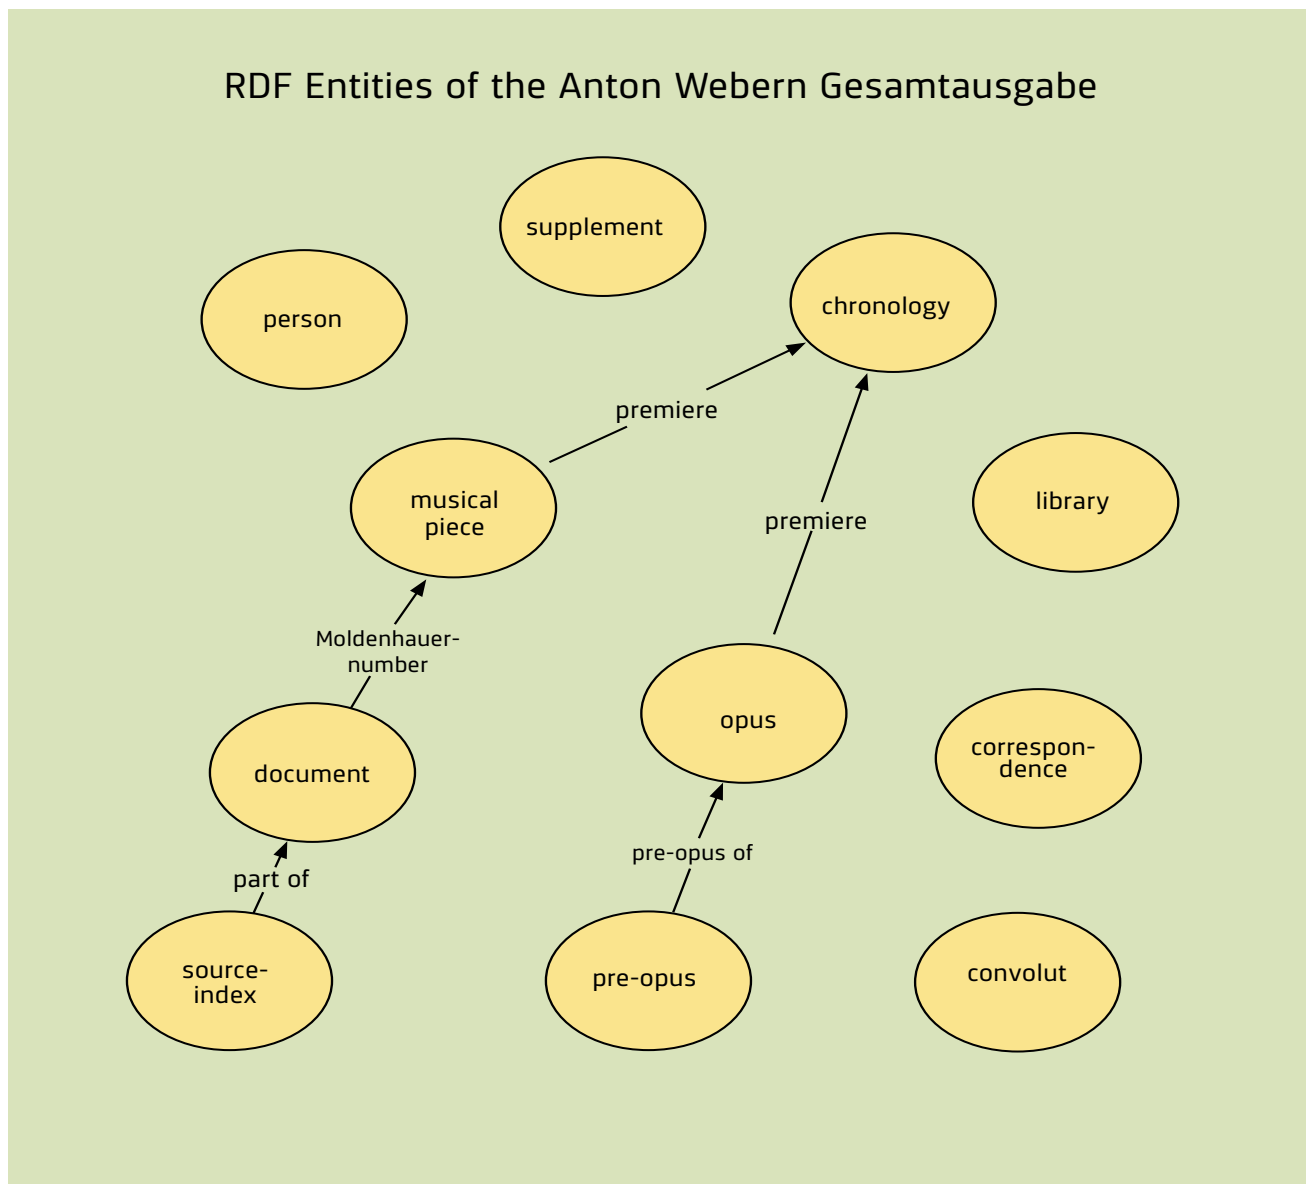 RDF Entities of the Anton Webern Gesamtausgabe
supplement
chronology
person
premiere
musical
piece
library
premiere
Moldenhauer-
number
opus
correspon-
dence
document
pre-opus of
part of
source-
index
pre-opus
convolut